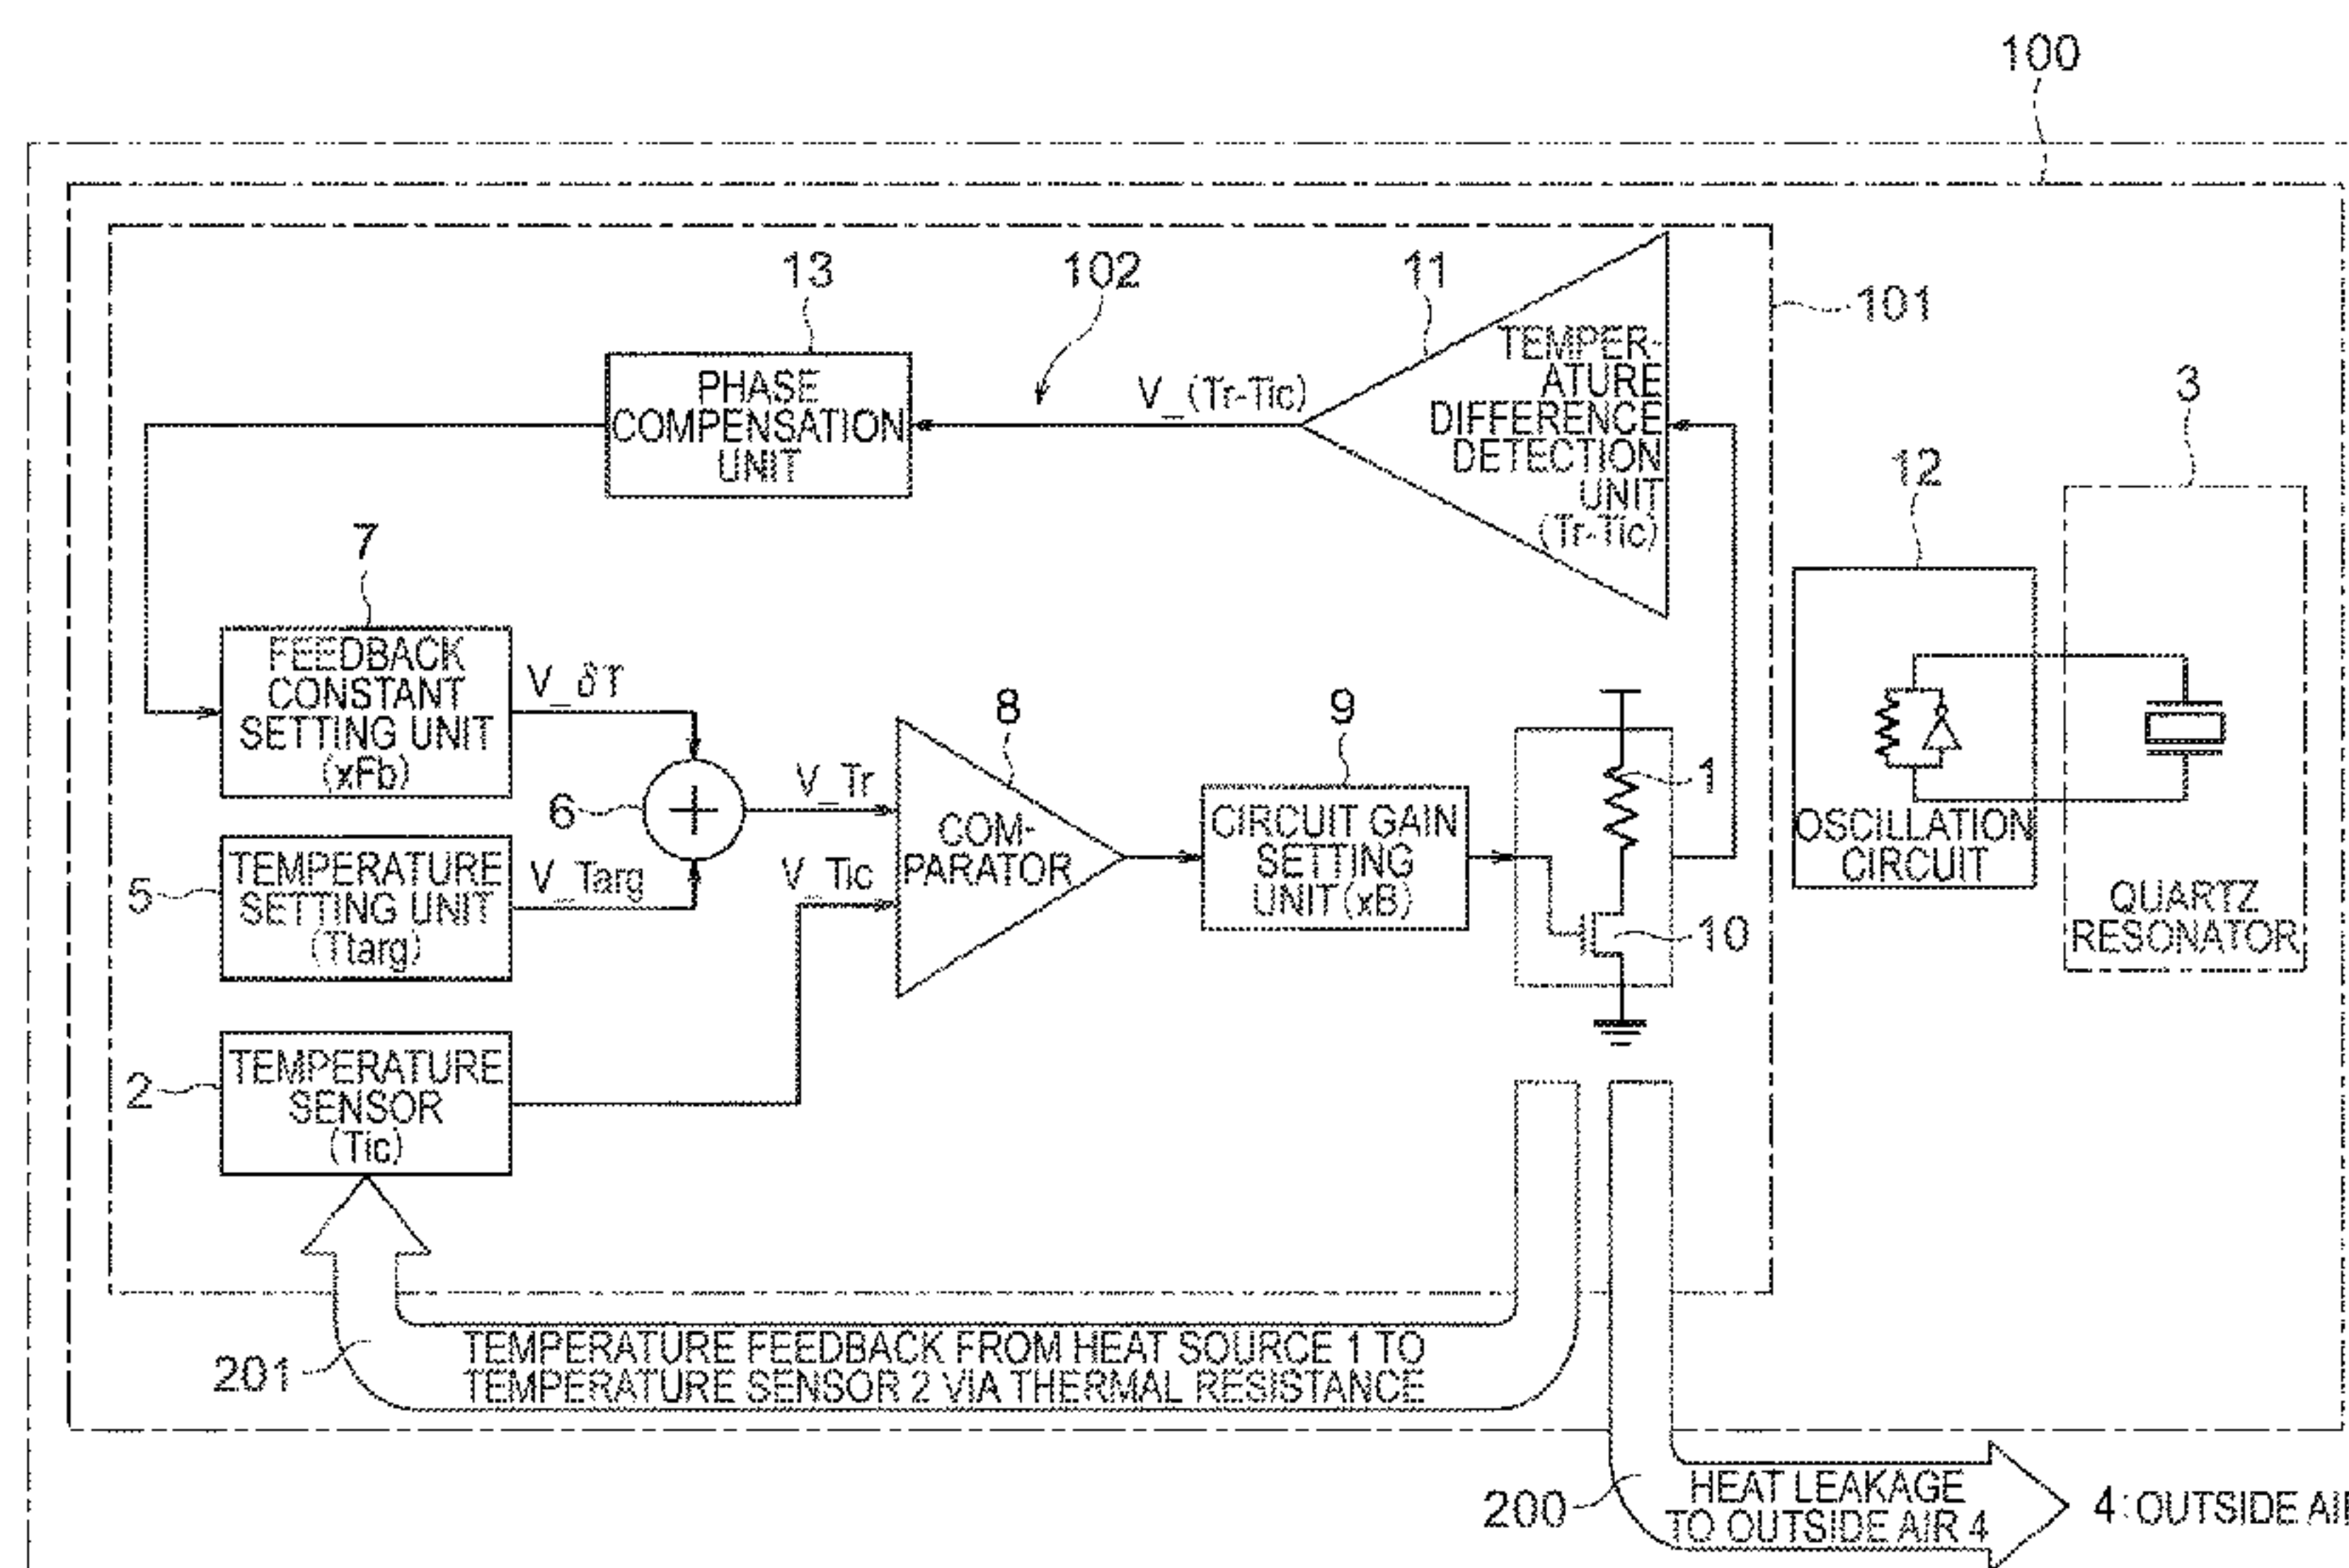 100
13
102
11
101
PHASE
COMPENSATION
UNIT
V_(Tr-Tic)
TEMPER-
ATURE
DIFFERENCE
DETECTION
UNIT
(Tr-Tic)
3
12
7
FEEDBACK
CONSTANT
SETTING UNIT
(xFb)
V_δT
8
9
1
6
V_Tr
COM-
PARATOR
CIRCUIT GAIN
SETTING
UNIT(xB)
OSCILLATION
CIRCUIT
5
TEMPERATURE
SETTING UNIT
(Ttarg)
V_Targ
V_Tic
10
QUARTZ
RESONATOR
2
TEMPERATURE
SENSOR
(Tic)
201
TEMPERATURE FEEDBACK FROM HEAT SOURCE 1 TO
TEMPERATURE SENSOR 2 VIA THERMAL RESISTANCE
200
HEAT LEAKAGE
TO OUTSIDE AIR 4
4:OUTSIDE AIR